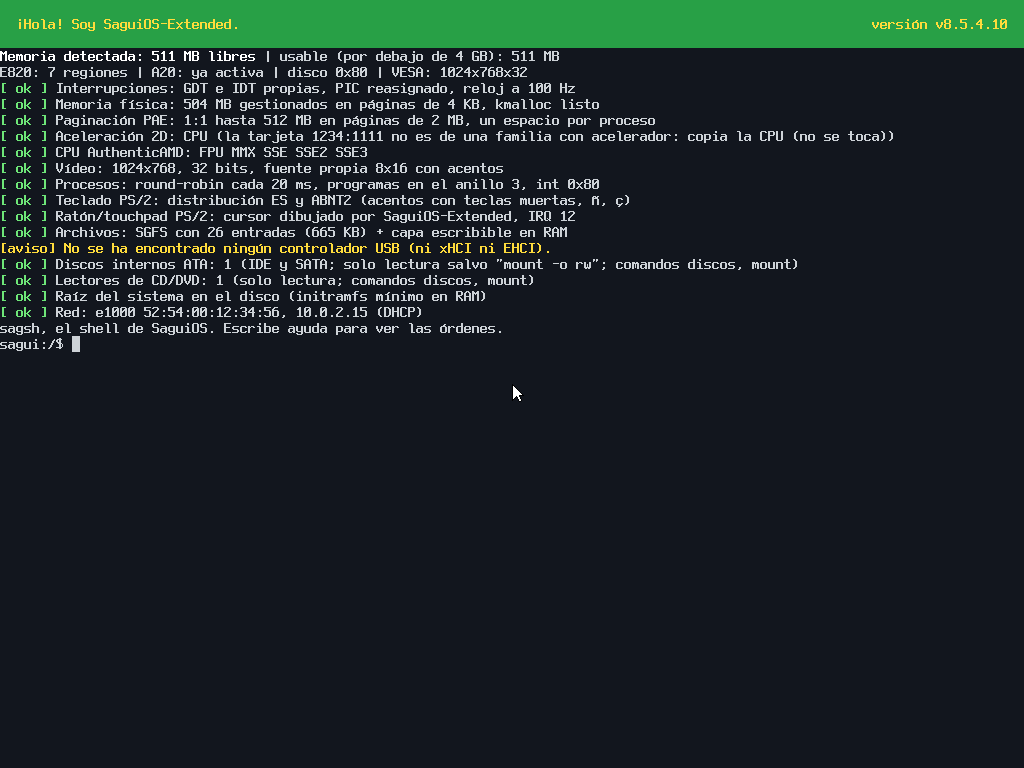 ¡Hola! Soy SaguiOS-Extended. versión v8.5.4.10
Memoria detectada: 511 MB libres | usable (por debajo de 4 GB): 511 MB
E820: 7 regiones | A20: ya activa | disco 0x80 | VESA: 1024x768x32
[ ok ] Interrupciones: GDT e IDT propias, PIC reasignado, reloj a 100 Hz
[ ok ] Memoria física: 504 MB gestionados en páginas de 4 KB, kmalloc listo
[ ok ] Paginación PAE: 1:1 hasta 512 MB en páginas de 2 MB, un espacio por proceso
[ ok ] Aceleración 2D: CPU (la tarjeta 1234:1111 no es de una familia con acelerador: copia la CPU (no se toca))
[ ok ] CPU AuthenticAMD: FPU MMX SSE SSE2 SSE3
[ ok ] Vídeo: 1024x768, 32 bits, fuente propia 8x16 con acentos
[ ok ] Procesos: round-robin cada 20 ms, programas en el anillo 3, int 0x80
[ ok ] Teclado PS/2: distribución ES y ABNT2 (acentos con teclas muertas, ñ, ç)
[ ok ] Ratón/touchpad PS/2: cursor dibujado por SaguiOS-Extended, IRQ 12
[ ok ] Archivos: SGFS con 26 entradas (665 KB) + capa escribible en RAM
[aviso] No se ha encontrado ningún controlador USB (ni xHCI ni EHCI).
[ ok ] Discos internos ATA: 1 (IDE y SATA; solo lectura salvo "mount -o rw"; comandos discos, mount)
[ ok ] Lectores de CD/DVD: 1 (solo lectura; comandos discos, mount)
[ ok ] Raíz del sistema en el disco (initramfs mínimo en RAM)
[ ok ] Red: e1000 52:54:00:12:34:56, 10.0.2.15 (DHCP)
sagsh, el shell de SaguiOS. Escribe ayuda para ver las órdenes.
sagui:/$